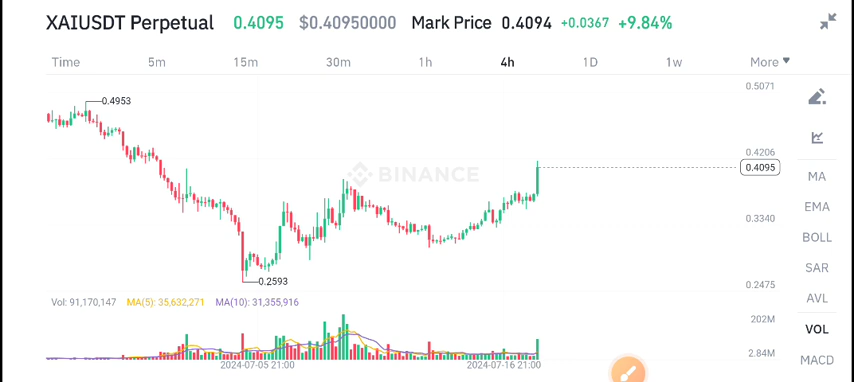 XAIUSDT Perpetual 0.4095 $0.40950000 Mark Price 0.4094 +0.0367 +9.84%
Time 5m 15m 30m 1h 4h 1D 1w More
0.5071
0.4953
0.4206
0.4095
BINANCE
MA
EMA
0.3340
BOLL
SAR
0.2593
0.2475
Vol: 91,170,147 MA(5): 35,632,271 MA(10): 31,355,916
AVL
202M
VOL
2.84M
MACD
2024-07-05 21:00 2024-07-16 21:00